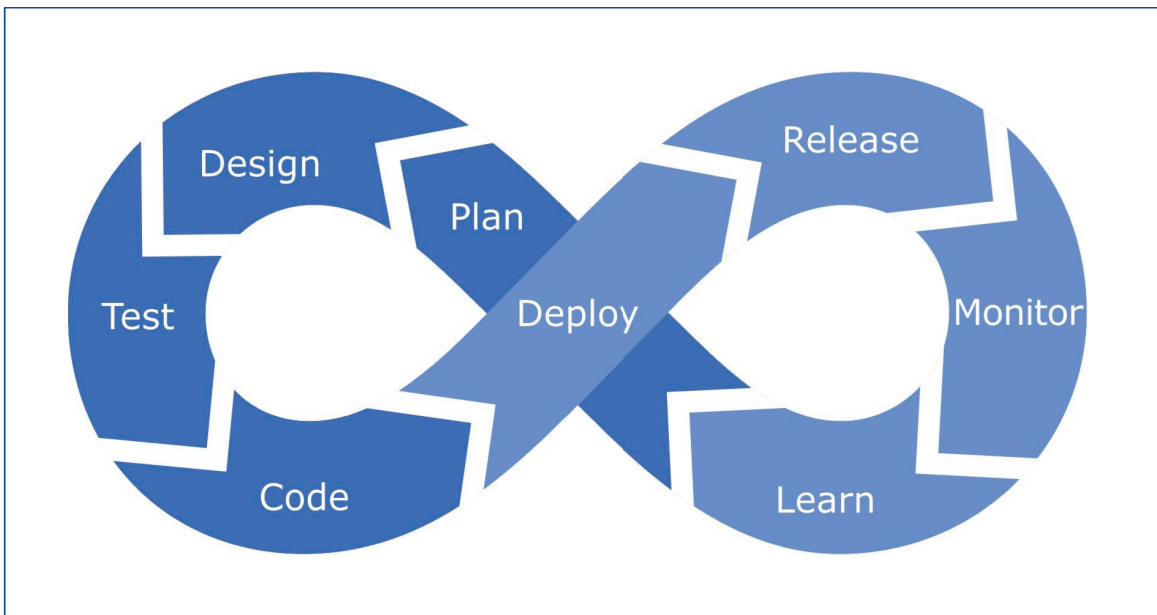 Design
Release
Plan
Test
Deploy
Monitor
Code
Learn